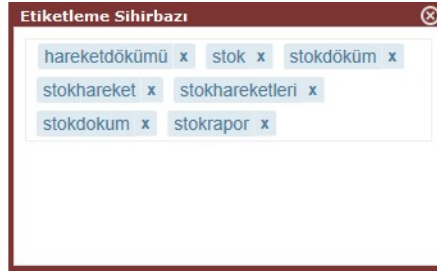 Etiketleme Sihirbazı
hareketdökümü x stok x stokdöküm x
stokhareket x stokhareketleri x
stokdokum x stokrapor x